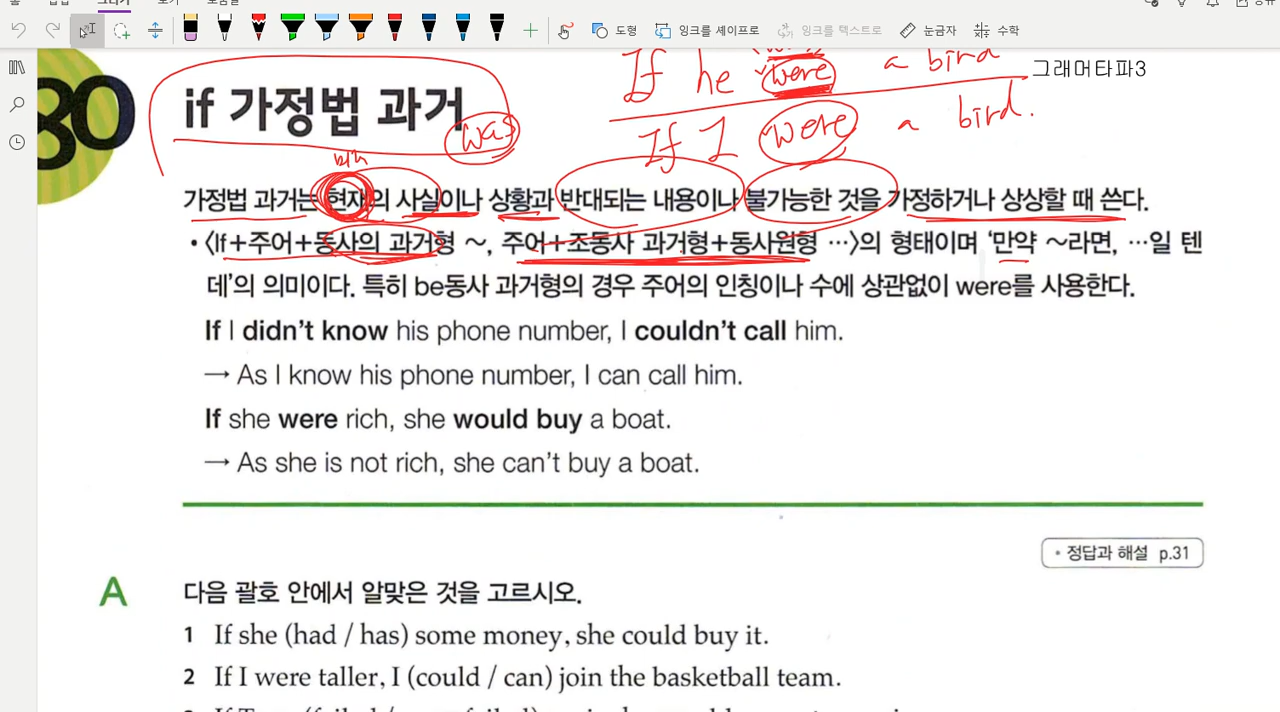 도형
잉크를 셰이프로
잉크를 텍스트로
눈금자
수학
If he were a bird
그래머타파3
80
if 가정법 과거
was
If I were a bird.
가정법 과거는 현재의 사실이나 상황과 반대되는 내용이나 불가능한 것을 가정하거나 상상할 때 쓴다.
• 〈If+주어+동사의 과거형 ~, 주어+조동사 과거형+동사원형 …〉의 형태이며 ‘만약 ~라면, …일 텐
데’의 의미이다. 특히 be동사 과거형의 경우 주어의 인칭이나 수에 상관없이 were를 사용한다.
If I didn’t know his phone number, I couldn’t call him.
→ As I know his phone number, I can call him.
If she were rich, she would buy a boat.
→ As she is not rich, she can’t buy a boat.
• 정답과 해설 p.31
A 다음 괄호 안에서 알맞은 것을 고르시오.
1 If she (had / has) some money, she could buy it.
2 If I were taller, I (could / can) join the basketball team.